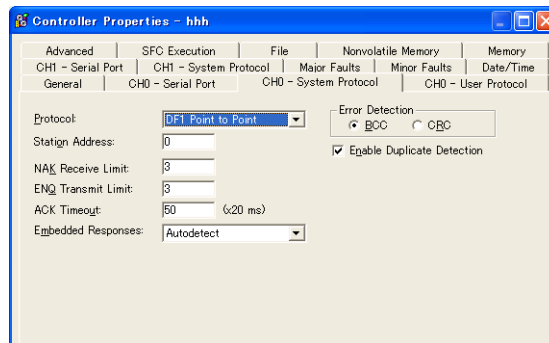 Controller Properties - hhh
Advanced SFC Execution File Nonvolatile Memory Memory
CH1 - Serial Port CH1 - System Protocol Major Faults Minor Faults Date/Time
General CH0 - Serial Port CH0 - System Protocol CH0 - User Protocol
Protocol: DF1 Point to Point
Error Detection
BCC CRC
Station Address: 0
Enable Duplicate Detection
NAK Receive Limit: 3
ENQ Transmit Limit: 3
ACK Timeout: 50 (x20 ms)
Embedded Responses: Autodetect